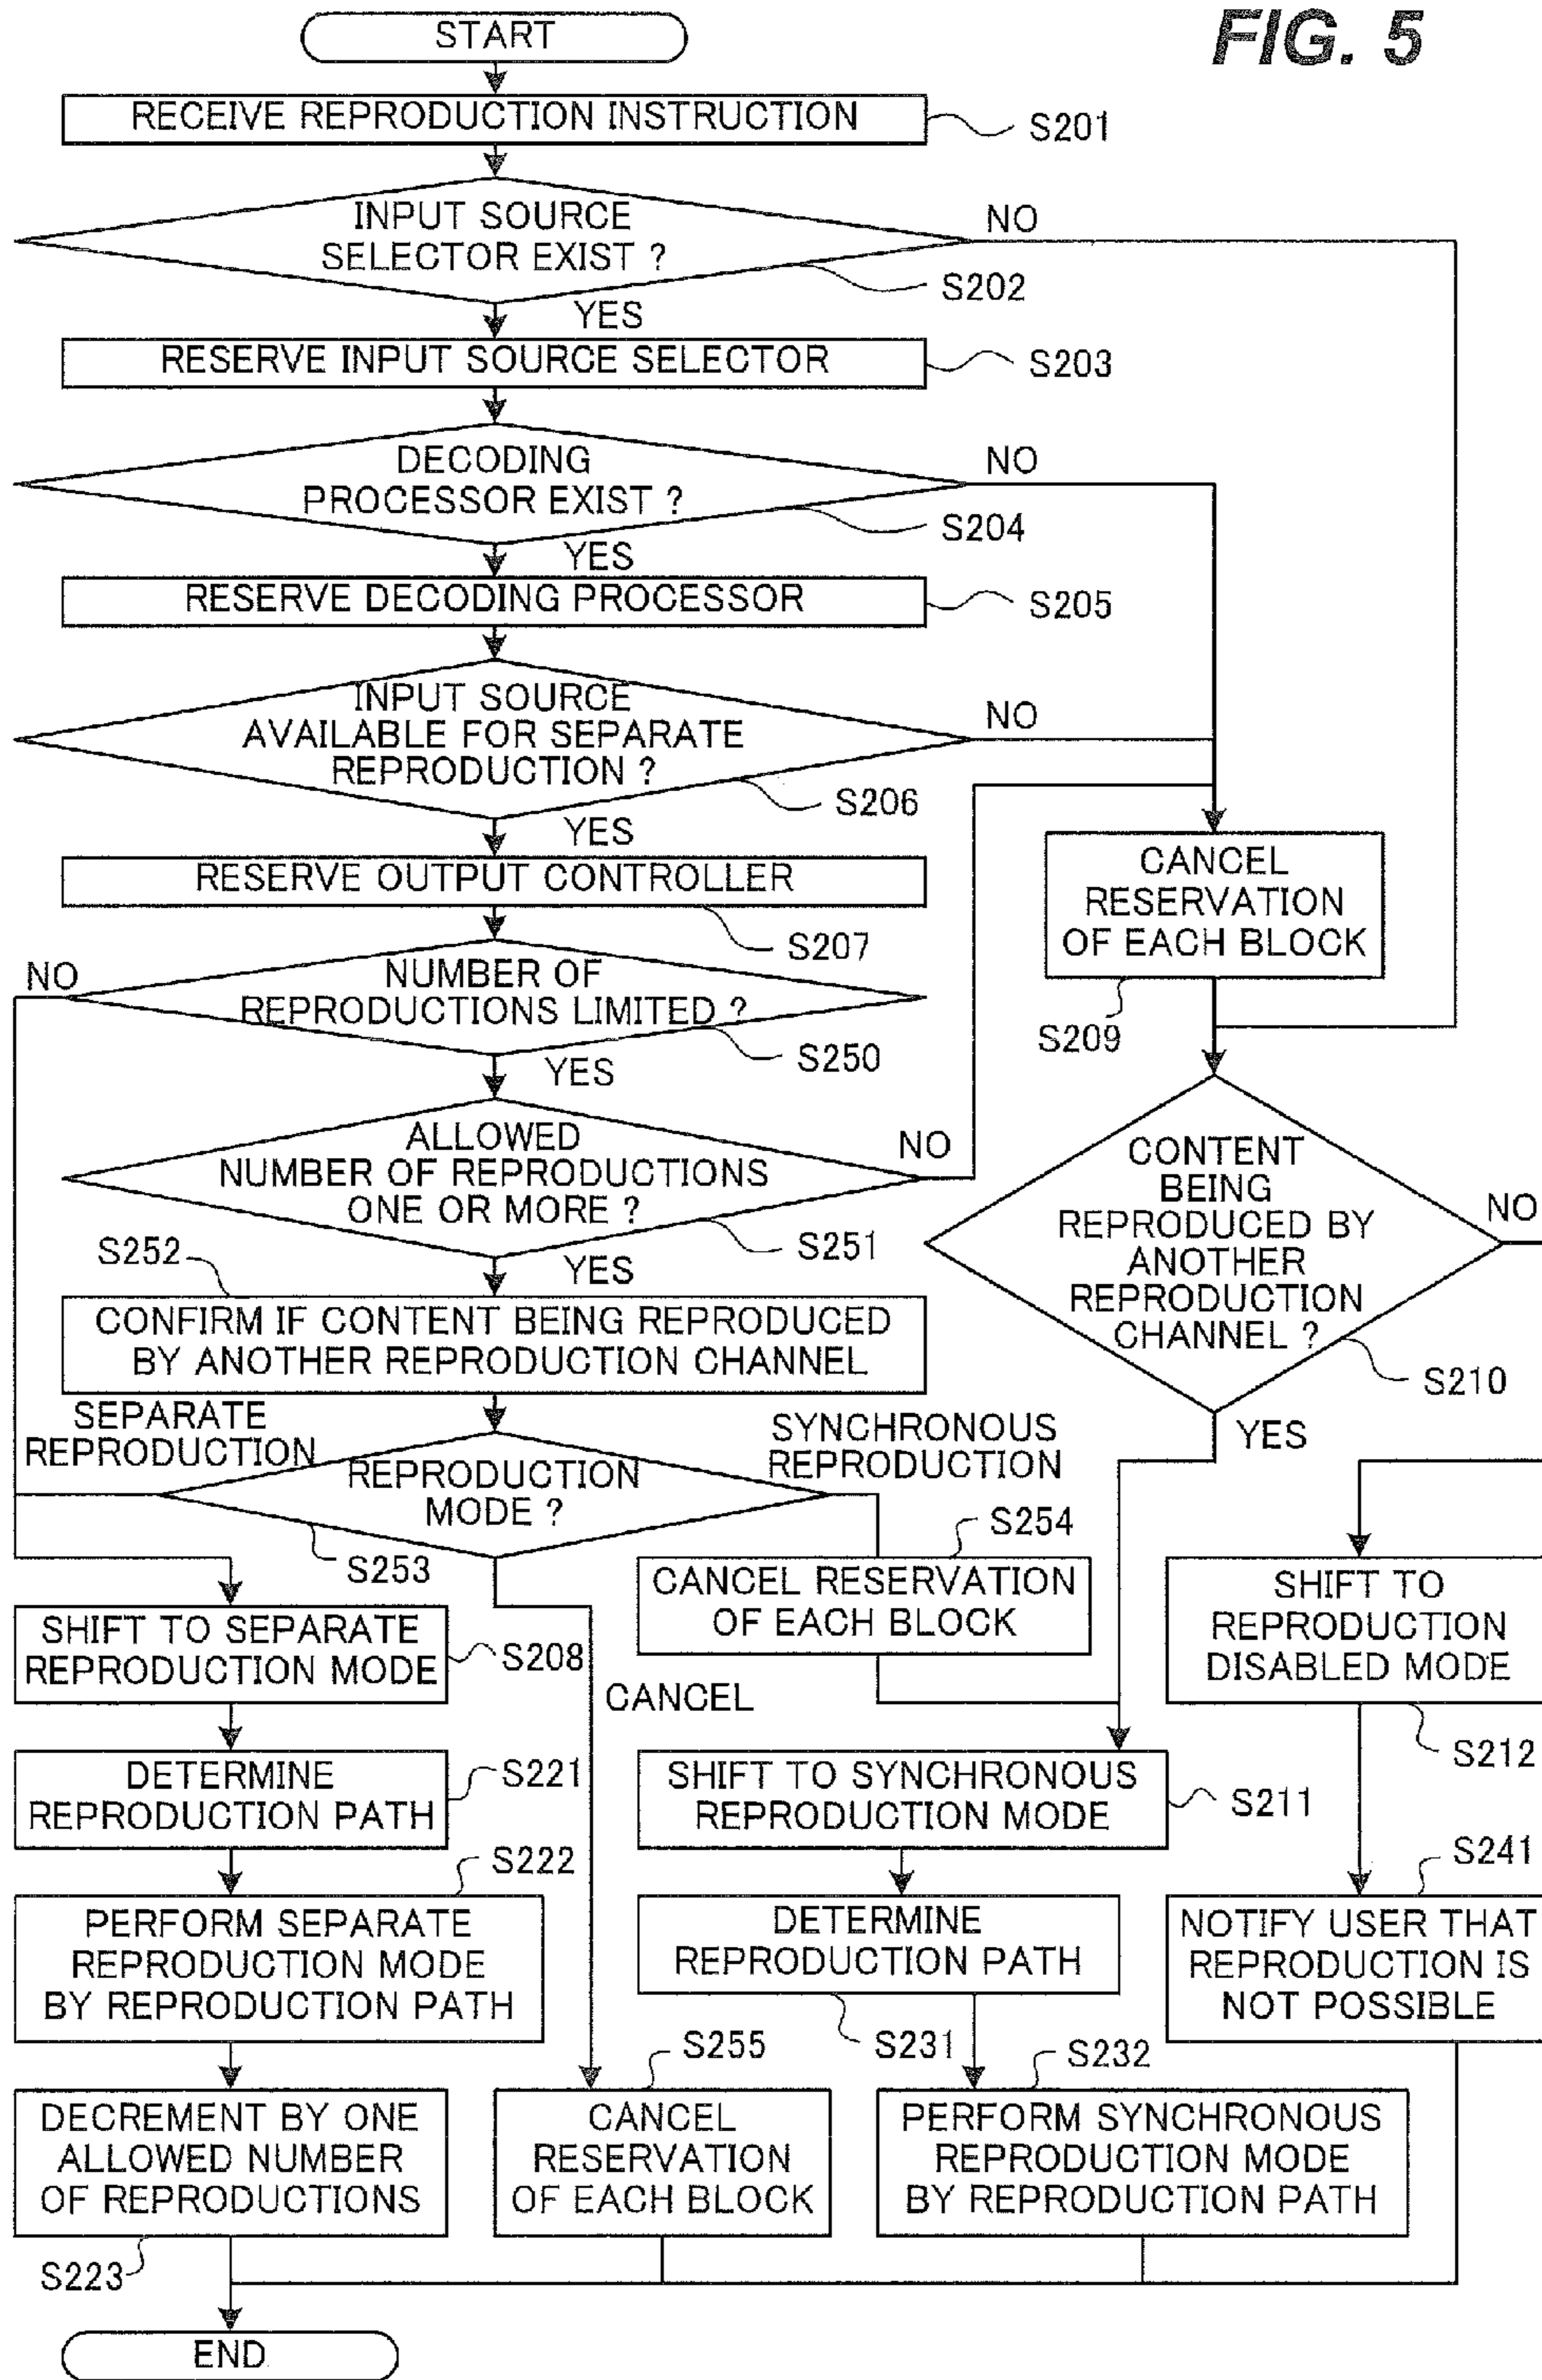 FIG. 5
START
RECEIVE REPRODUCTION INSTRUCTION
S201
INPUT SOURCE
SELECTOR EXIST ?
NO
S202
YES
RESERVE INPUT SOURCE SELECTOR
S203
DECODING
PROCESSOR EXIST ?
NO
S204
YES
RESERVE DECODING PROCESSOR
S205
INPUT SOURCE
AVAILABLE FOR SEPARATE
REPRODUCTION ?
NO
S206
YES
RESERVE OUTPUT CONTROLLER
S207
CANCEL
RESERVATION
OF EACH BLOCK
S209
NO
NUMBER OF
REPRODUCTIONS LIMITED ?
S250
YES
ALLOWED
NUMBER OF REPRODUCTIONS
ONE OR MORE ?
NO
S251
YES
CONTENT
BEING
REPRODUCED BY
ANOTHER
REPRODUCTION
CHANNEL ?
NO
S210
YES
S252
CONFIRM IF CONTENT BEING REPRODUCED
BY ANOTHER REPRODUCTION CHANNEL
SEPARATE
REPRODUCTION
REPRODUCTION
MODE ?
SYNCHRONOUS
REPRODUCTION
S253
S254
CANCEL RESERVATION
OF EACH BLOCK
SHIFT TO
REPRODUCTION
DISABLED MODE
S212
SHIFT TO SEPARATE
REPRODUCTION MODE
S208
CANCEL
DETERMINE
REPRODUCTION PATH
S221
SHIFT TO SYNCHRONOUS
REPRODUCTION MODE
S211
S222
PERFORM SEPARATE
REPRODUCTION MODE
BY REPRODUCTION PATH
DETERMINE
REPRODUCTION PATH
S231
S241
NOTIFY USER THAT
REPRODUCTION IS
NOT POSSIBLE
DECREMENT BY ONE
ALLOWED NUMBER
OF REPRODUCTIONS
S223
S255
CANCEL
RESERVATION
OF EACH BLOCK
S232
PERFORM SYNCHRONOUS
REPRODUCTION MODE
BY REPRODUCTION PATH
END